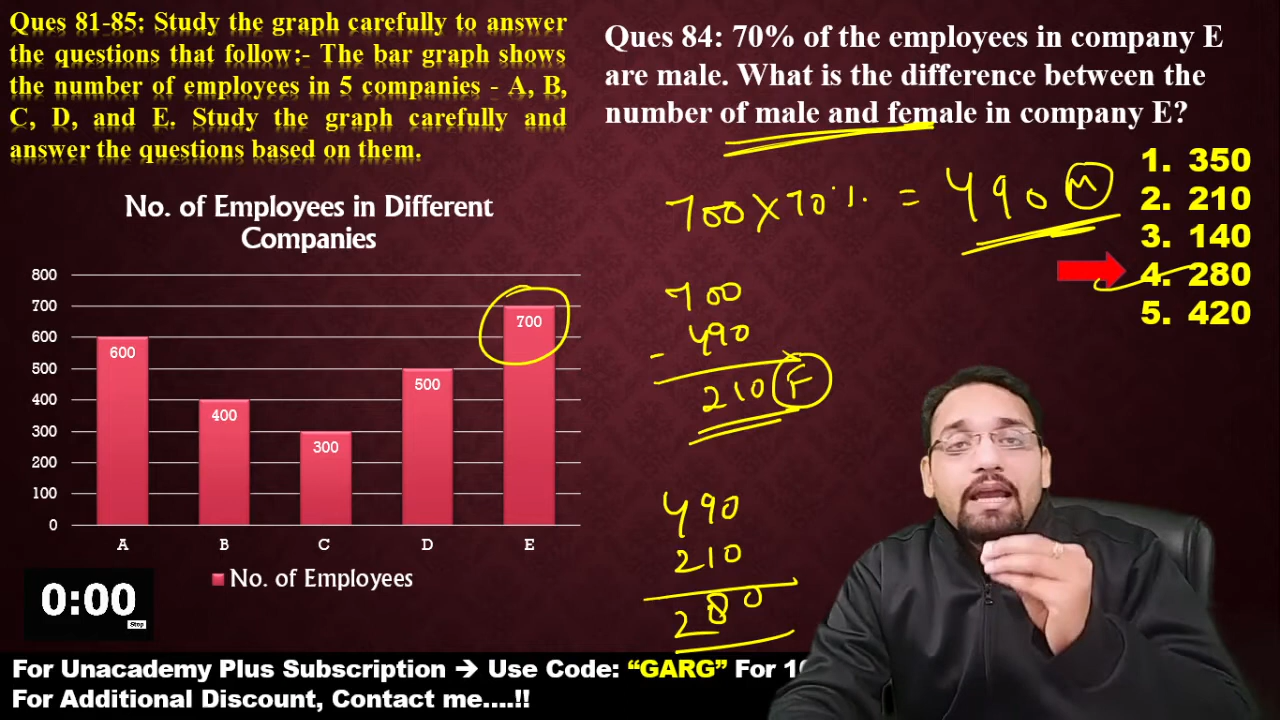 Ques 81-85: Study the graph carefully to answer
the questions that follow:- The bar graph shows
the number of employees in 5 companies - A, B,
C, D, and E. Study the graph carefully and
answer the questions based on them.
Ques 84: 70% of the employees in company E
are male. What is the difference between the
number of male and female in company E?
1. 350
2. 210
3. 140
4. 280
5. 420
700 X 70 % = 490 M
700
- 490
210 F
490
210
280
No. of Employees in Different
Companies
800
700
600
500
400
300
200
100
0
600
400
300
500
700
A B C D E
No. of Employees
0:00
Stop
For Unacademy Plus Subscription → Use Code: “GARG” For
For Additional Discount, Contact me....!!